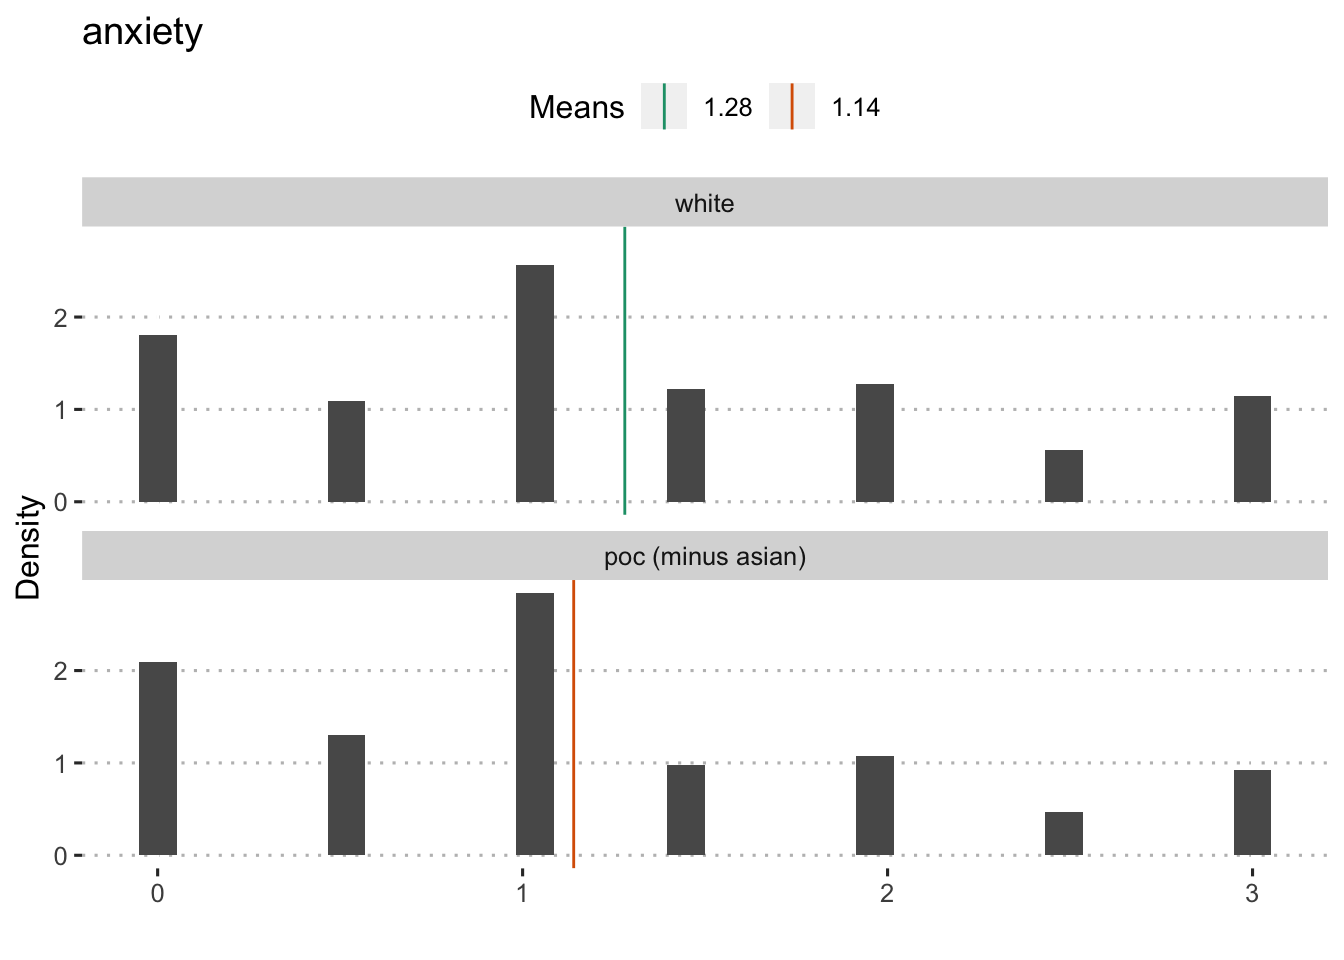 anxiety
Means 1.28 1.14
white
2
1
0
Density
poc (minus asian)
2
1
0
0 1 2 3